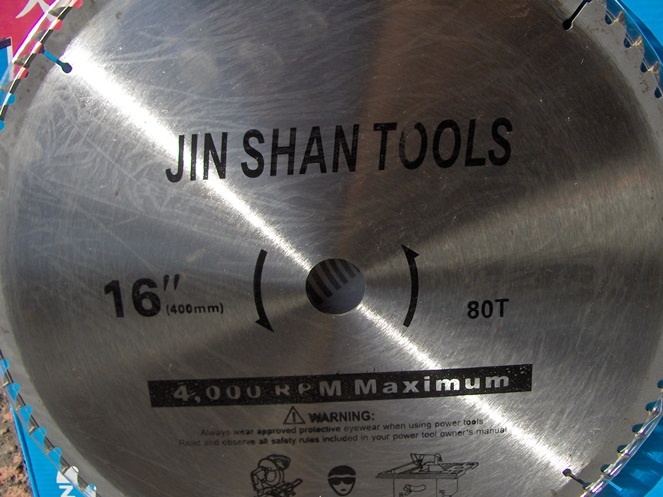 JIN SHAN TOOLS
16"
(400mm)
80T
4,000 RPM Maximum
WARNING:
Always wear approved protective eyewear when using power tools
Read and observe all safety rules included in your power tool owner's manual